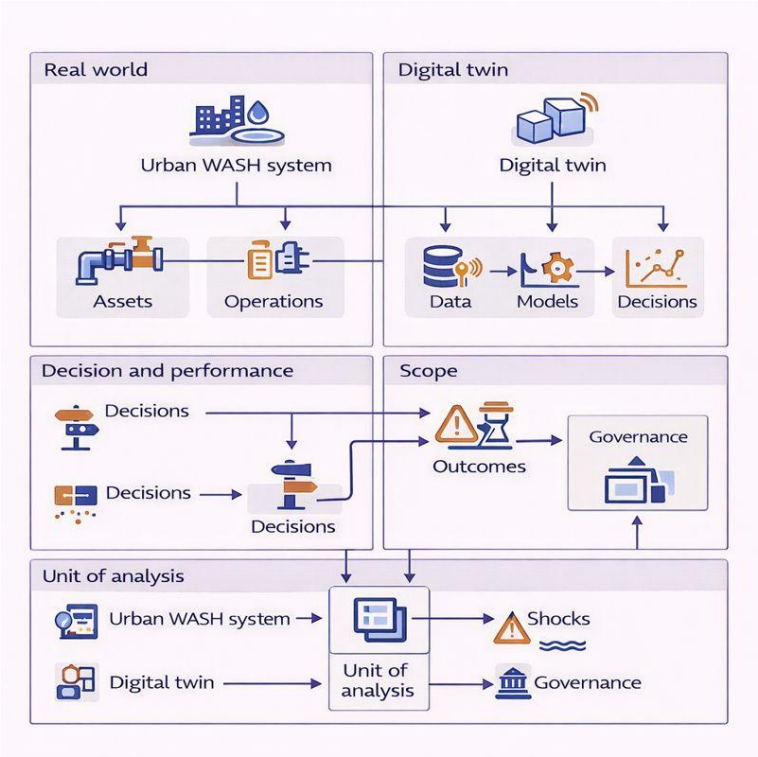 Real world
Digital twin
Urban WASH system
Digital twin
Assets
Operations
Data
Models
Decisions
Decision and performance
Scope
Decisions
Outcomes
Governance
Decisions
Decisions
Unit of analysis
Urban WASH system
Shocks
Unit of
analysis
Digital twin
Governance